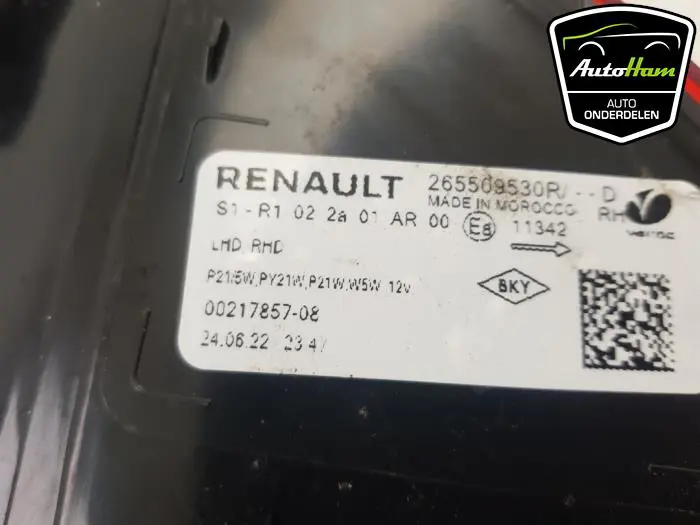 AutoHam
AUTO
ONDERDELEN
RENAULT 265509530R/--D
MADE IN MOROCCO RH
S1-R1 02 2a 01 AR 00 E8 11342
LHD, RHD
P21/5W,PY21W,P21W,W5W 12v
BKY
00217857-08
24.06.22 23:47